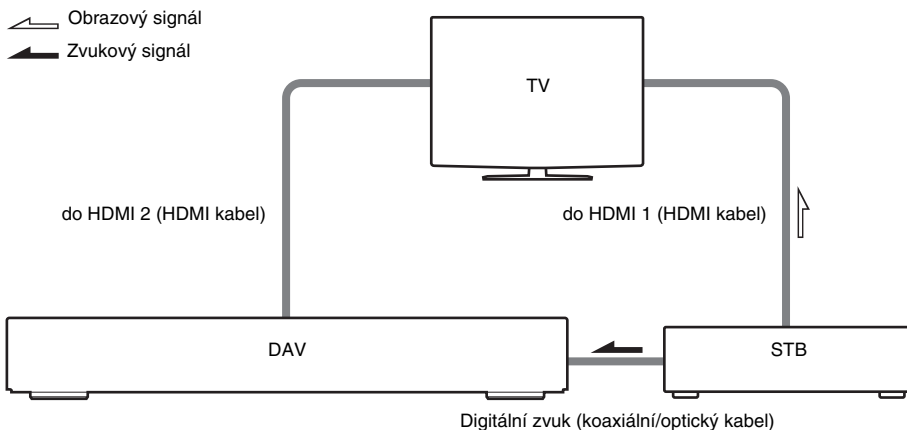 Obrazový signál
Zvukový signál
TV
do HDMI 2 (HDMI kabel)
do HDMI 1 (HDMI kabel)
DAV
STB
Digitální zvuk (koaxiální/optický kabel)